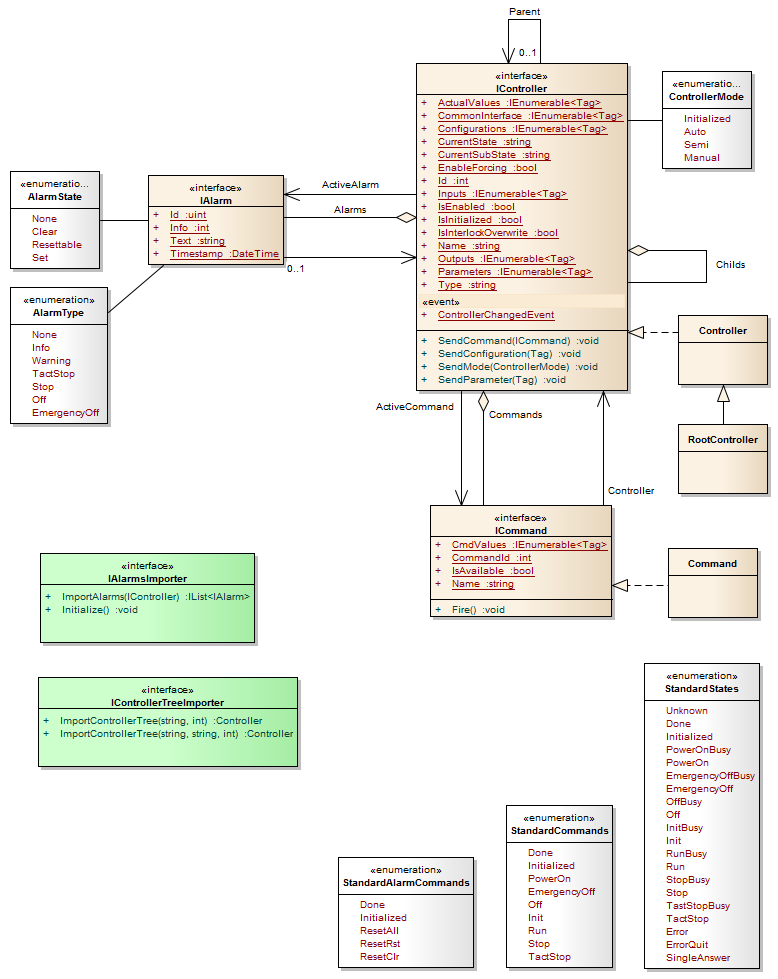 Parent
0..1
«interface»
IController
+ ActualValues :IEnumerable<Tag>
+ CommonInterface :IEnumerable<Tag>
+ Configurations :IEnumerable<Tag>
+ CurrentState :string
+ CurrentSubState :string
+ EnableForcing :bool
+ Id :int
+ Inputs :IEnumerable<Tag>
+ IsEnabled :bool
+ IsInitialized :bool
+ IsInterlockOverwrite :bool
+ Name :string
+ Outputs :IEnumerable<Tag>
+ Parameters :IEnumerable<Tag>
+ Type :string
«event»
+ ControllerChangedEvent
+ SendCommand(ICommand) :void
+ SendConfiguration(Tag) :void
+ SendMode(ControllerMode) :void
+ SendParameter(Tag) :void
«enumeratio...
ControllerMode
Initialized
Auto
Semi
Manual
«enumeratio...
AlarmState
None
Clear
Resettable
Set
«interface»
IAlarm
+ Id :uint
+ Info :int
+ Text :string
+ Timestamp :DateTime
ActiveAlarm
Alarms
0..1
Childs
«enumeration»
AlarmType
None
Info
Warning
TactStop
Stop
Off
EmergencyOff
Controller
RootController
ActiveCommand
Commands
Controller
«interface»
ICommand
+ CmdValues :IEnumerable<Tag>
+ CommandId :int
+ IsAvailable :bool
+ Name :string
+ Fire() :void
Command
«interface»
IAlarmsImporter
+ ImportAlarms(IController) :IList<IAlarm>
+ Initialize() :void
«interface»
IControllerTreeImporter
+ ImportControllerTree(string, int) :Controller
+ ImportControllerTree(string, string, int) :Controller
«enumeration»
StandardAlarmCommands
Done
Initialized
ResetAll
ResetRst
ResetClr
«enumeration»
StandardCommands
Done
Initialized
PowerOn
EmergencyOff
Off
Init
Run
Stop
TactStop
«enumeration»
StandardStates
Unknown
Done
Initialized
PowerOnBusy
PowerOn
EmergencyOffBusy
EmergencyOff
OffBusy
Off
InitBusy
Init
RunBusy
Run
StopBusy
Stop
TastStopBusy
TactStop
Error
ErrorQuit
SingleAnswer